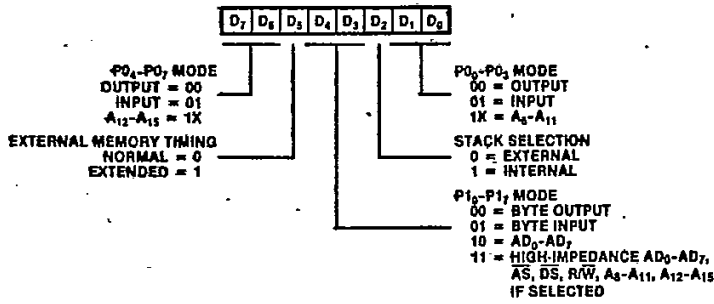 D7 D6 D5 D4 D3 D2 D1 D0
P04-P07 MODE
OUTPUT = 00
INPUT = 01
A12-A15 = 1X
EXTERNAL MEMORY TIMING
NORMAL = 0
EXTENDED = 1
P00-P03 MODE
00 = OUTPUT
01 = INPUT
1X = A8-A11
STACK SELECTION
0 = EXTERNAL
1 = INTERNAL
P10-P17 MODE
00 = BYTE OUTPUT
01 = BYTE INPUT
10 = AD0-AD7
11 = HIGH-IMPEDANCE AD0-AD7,
A̅S̅, D̅S̅, R/W̅, A8-A11, A12-A15
IF SELECTED